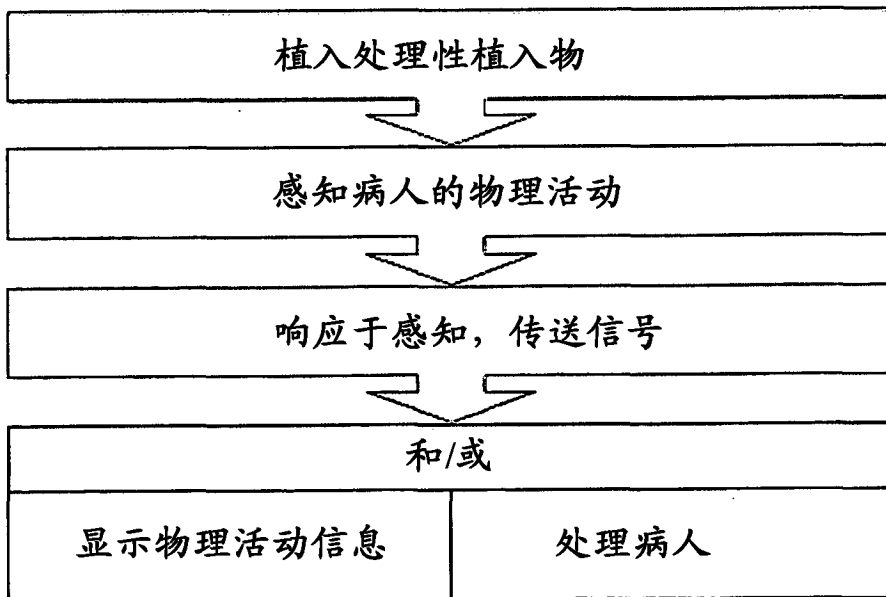 植入处理性植入物
感知病人的物理活动
响应于感知，传送信号
和/或
显示物理活动信息
处理病人